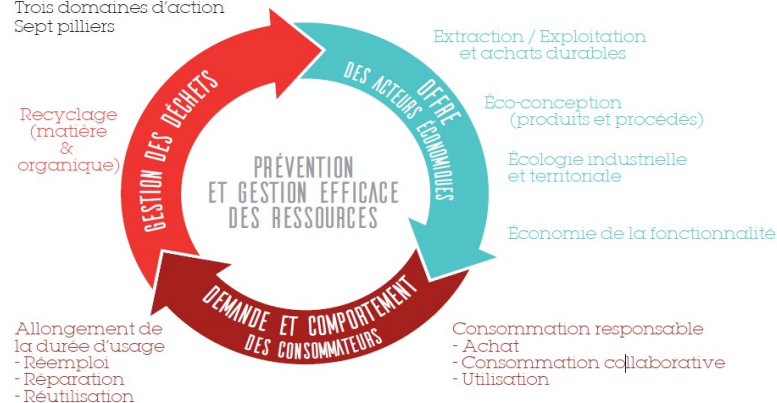 Trois domaines d'action
Sept pilliers
Extraction / Exploitation
et achats durables
Éco-conception
(produits et procédés)
Écologie industrielle
et territoriale
Économie de la fonctionnalité
OFFRE
DES ACTEURS ÉCONOMIQUES
GESTION DES DÉCHETS
Recyclage
(matière
&
organique)
PRÉVENTION
ET GESTION EFFICACE
DES RESSOURCES
DEMANDE ET COMPORTEMENT
DES CONSOMMATEURS
Allongement de
la durée d'usage
- Réemploi
- Réparation
- Réutilisation
Consommation responsable
- Achat
- Consommation collaborative
- Utilisation